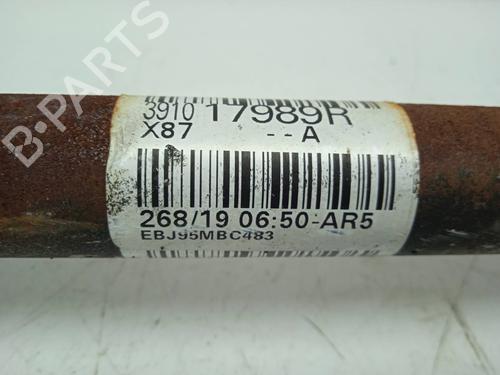 B-PARTS
3910 17989R
X87 --A
268/19 06:50-AR5
EBJ95MBC483